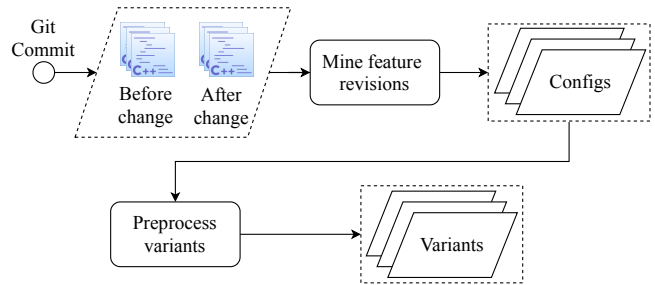 Git
Commit
C++
C++
Before
change
After
change
Mine feature
revisions
Configs
Preprocess
variants
Variants